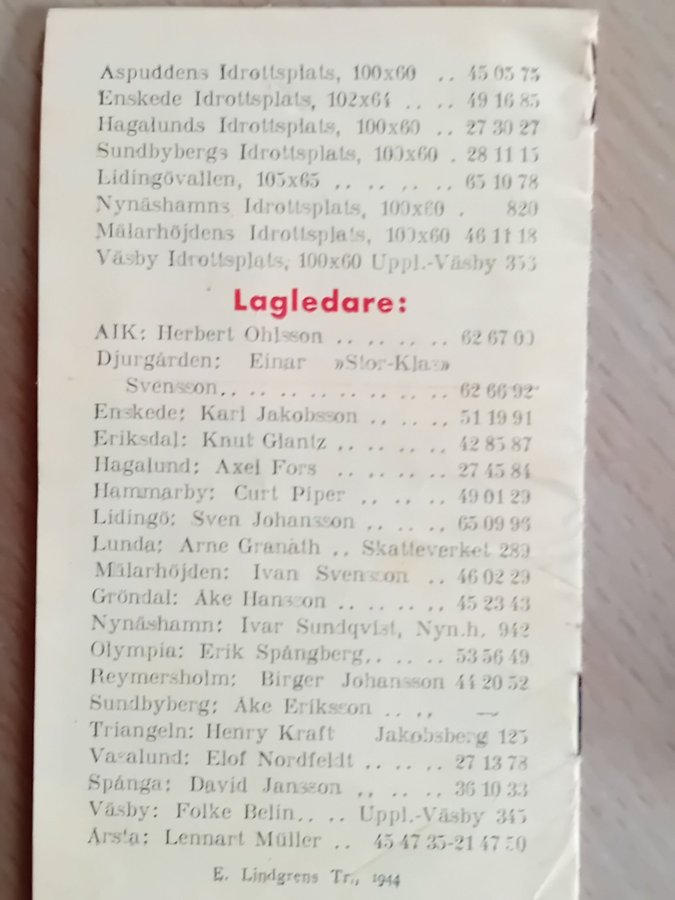 Aspuddens Idrottsplats, 100x60 .. 45 05 75
Enskede Idrottsplats, 102x64 .. .. 49 16 85
Hagalunds Idrottsplats, 100x60 .. 27 30 27
Sundbybergs Idrottsplats, 100x60 . 28 11 15
Lidingövallen, 105x65 .. .. .. .. 65 10 78
Nynäshamns Idrottsplats, 100x60 . 820
Mälarhöjdens Idrottsplats, 100x60 46 11 18
Väsby Idrottsplats, 100x60 Uppl.-Väsby 353
Lagledare:
AIK: Herbert Ohlsson .. .. .. .. 62 67 00
Djurgården: Einar »Stor-Klas»
Svensson.. .. .. .. .. .. .. .. .. 62 66 92
Enskede: Karl Jakobsson .. .. .. 51 19 91
Eriksdal: Knut Glantz .. .. .. .. 42 85 87
Hagalund: Axel Fors .. .. .. .. 27 45 84
Hammarby: Curt Piper .. .. .. 49 01 29
Lidingö: Sven Johansson .. .. .. 65 09 96
Lunda: Arne Granath .. Skatteverket 289
Mälarhöjden: Ivan Svensson .. 46 02 29
Gröndal: Åke Hansson .. .. .. .. 45 23 43
Nynäshamn: Ivar Sundqvist, Nyn.h. 942
Olympia: Erik Spångberg.. .. .. 53 56 49
Reymersholm: Birger Johansson 44 20 52
Sundbyberg: Åke Eriksson .. .. —
Triangeln: Henry Kraft Jakobsberg 125
Vasalund: Elof Nordfeldt .. .. .. 27 13 78
Spånga: David Jansson .. .. .. 36 10 33
Väsby: Folke Belin.. .. Uppl.-Väsby 345
Årsta: Lennart Müller .. 45 47 35-21 47 50
E. Lindgrens Tr., 1944